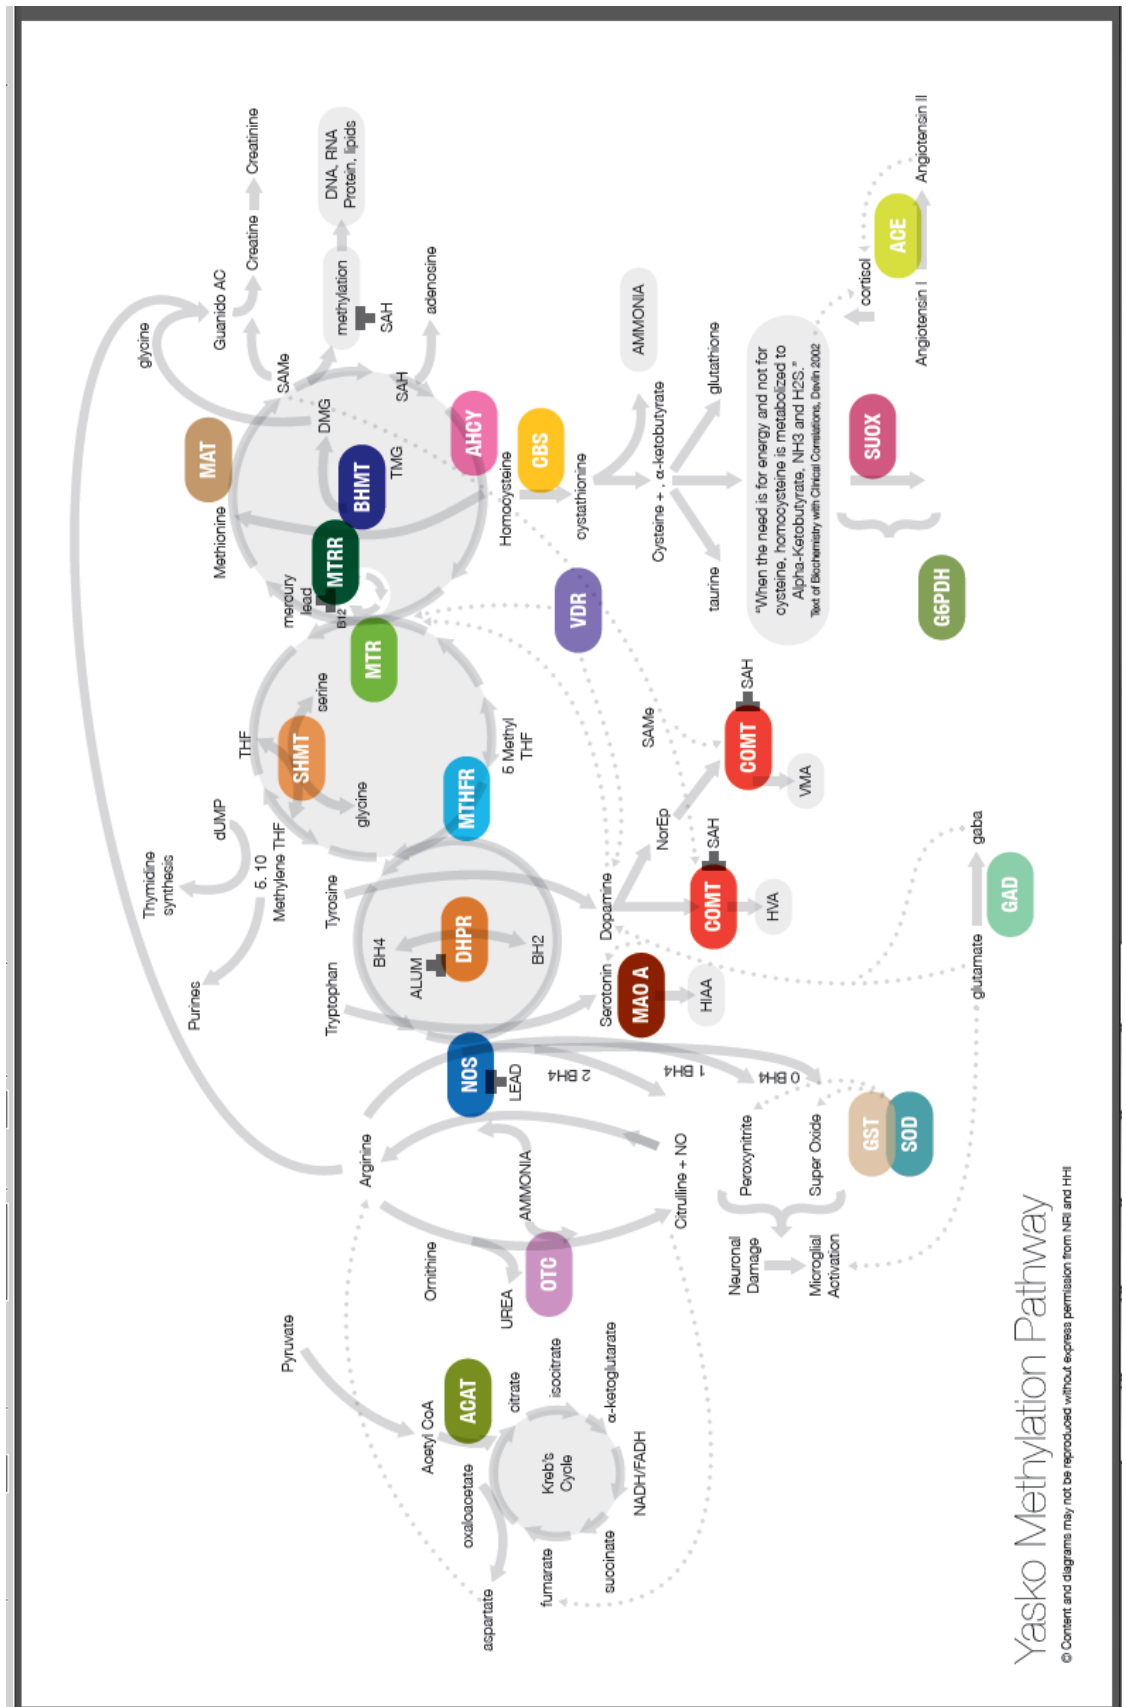 Pyruvate
Acetyl CoA
ACAT
oxaloacetate
citrate
isocitrate
α-ketoglutarate
Kreb's
Cycle
NADH/FADH
succinate
fumarate
aspartate
Arginine
Ornithine
UREA
OTC
AMMONIA
Citrulline + NO
NOS
LEAD
2 BH4
1 BH4
0 BH4
Peroxynitrite
Super Oxide
GST
SOD
Neuronal
Damage
Microglial
Activation
Tryptophan
Tyrosine
BH4
ALUM
DHPR
BH2
Serotonin
MAO A
HIAA
Dopamine
COMT
SAH
HVA
NorEp
SAMe
COMT
SAH
VMA
glutamate
GAD
gaba
Purines
Thymidine
synthesis
dUMP
5, 10
Methylene THF
THF
SHMT
serine
glycine
MTHFR
5 Methyl
THF
MTR
mercury
lead
B12
MTRR
BHMT
TMG
DMG
Methionine
MAT
SAMe
glycine
Guanido AC
Creatine
Creatinine
methylation
SAH
DNA, RNA
Protein, lipids
SAH
adenosine
AHCY
Homocysteine
CBS
cystathionine
VDR
Cysteine + , α-ketobutyrate
AMMONIA
taurine
glutathione
"When the need is for energy and not for
cysteine, homocysteine is metabolized to
Alpha-Ketobutyrate, NH3 and H2S."
Text of Biochemistry with Clinical Correlations, Devlin 2002
SUOX
G6PDH
cortisol
ACE
Angiotensin I
Angiotensin II
Yasko Methylation Pathway
© Content and diagrams may not be reproduced without express permission from NRI and HHI